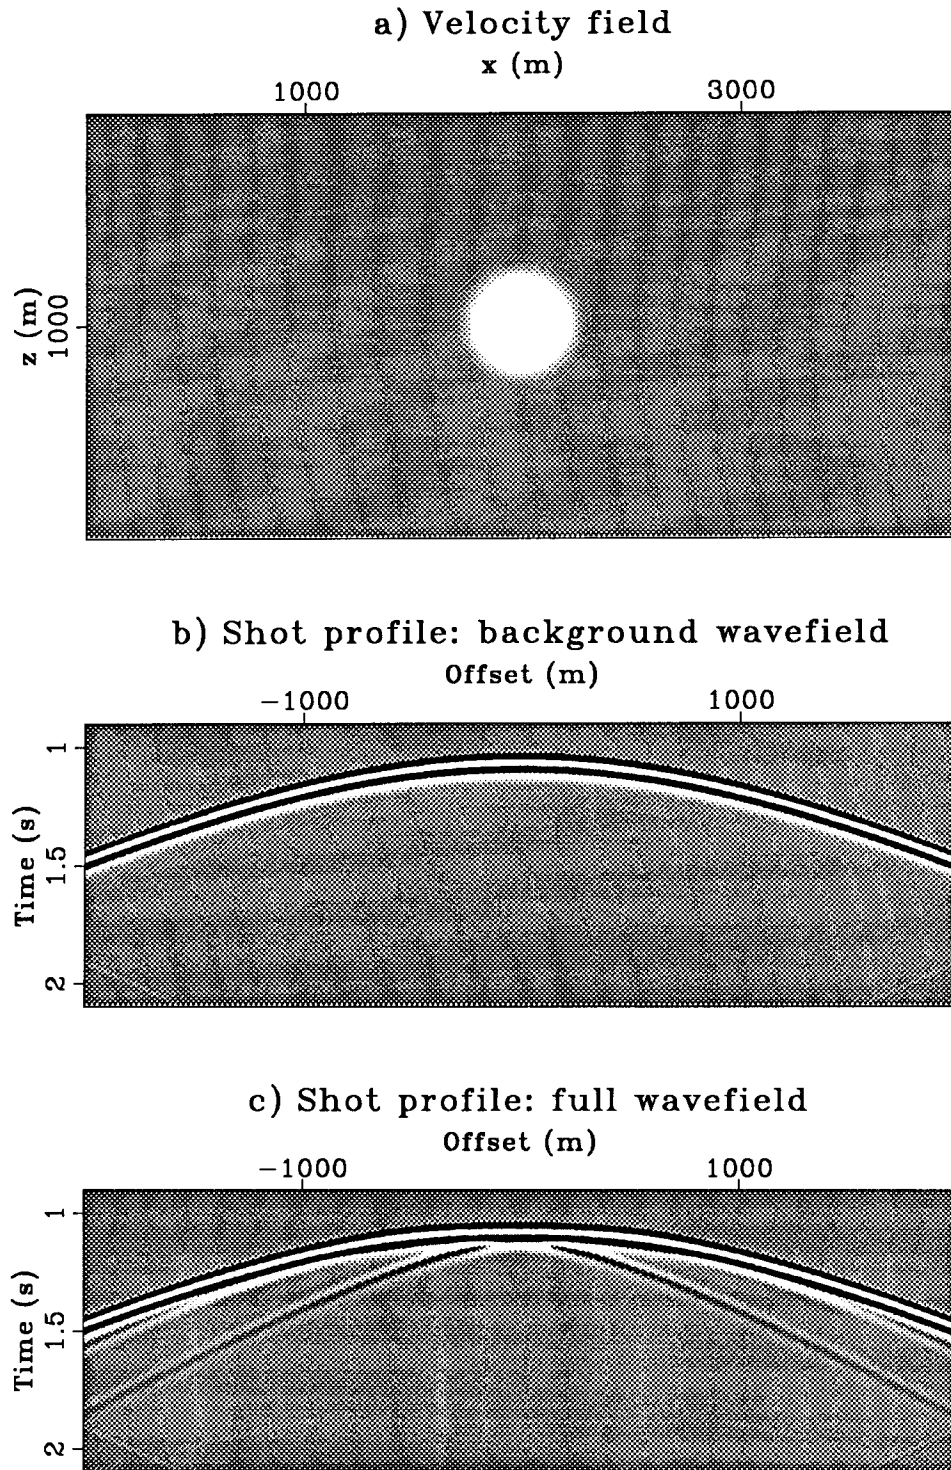 a) Velocity field
x (m)
1000 3000
z (m)
1000
b) Shot profile: background wavefield
Offset (m)
−1000 1000
Time (s)
1
1.5
2
c) Shot profile: full wavefield
Offset (m)
−1000 1000
Time (s)
1
1.5
2